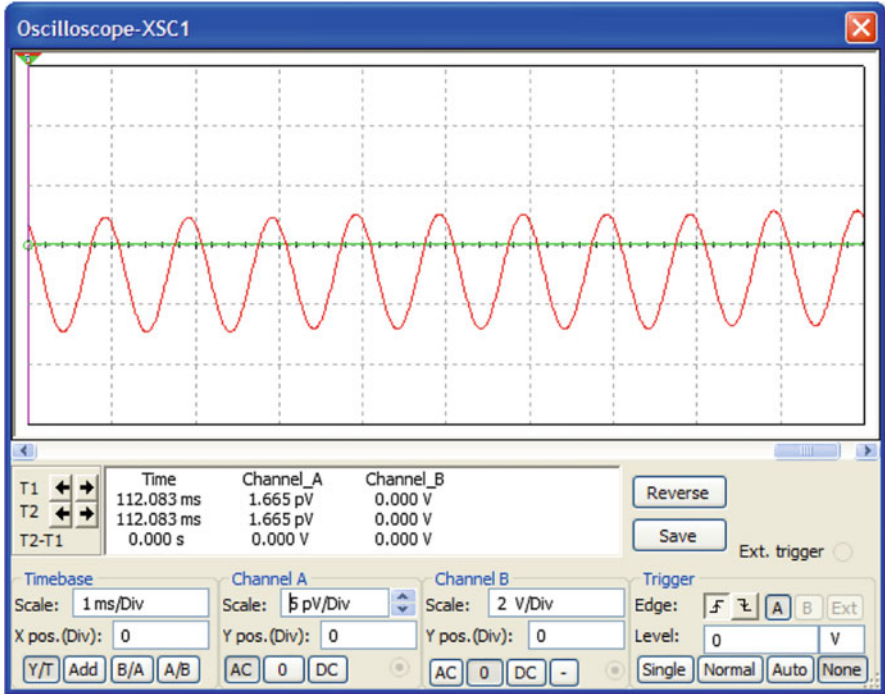 Oscilloscope-XSC1
T1
T2
T2-T1
Time Channel_A Channel_B
112.083 ms 1.665 pV 0.000 V
112.083 ms 1.665 pV 0.000 V
0.000 s 0.000 V 0.000 V
Reverse
Save
Ext. trigger
Timebase
Scale: 1 ms/Div
X pos.(Div): 0
Y/T Add B/A A/B
Channel A
Scale: 5 pV/Div
Y pos.(Div): 0
AC 0 DC
Channel B
Scale: 2 V/Div
Y pos.(Div): 0
AC 0 DC -
Trigger
Edge: A B Ext
Level: 0 V
Single Normal Auto None